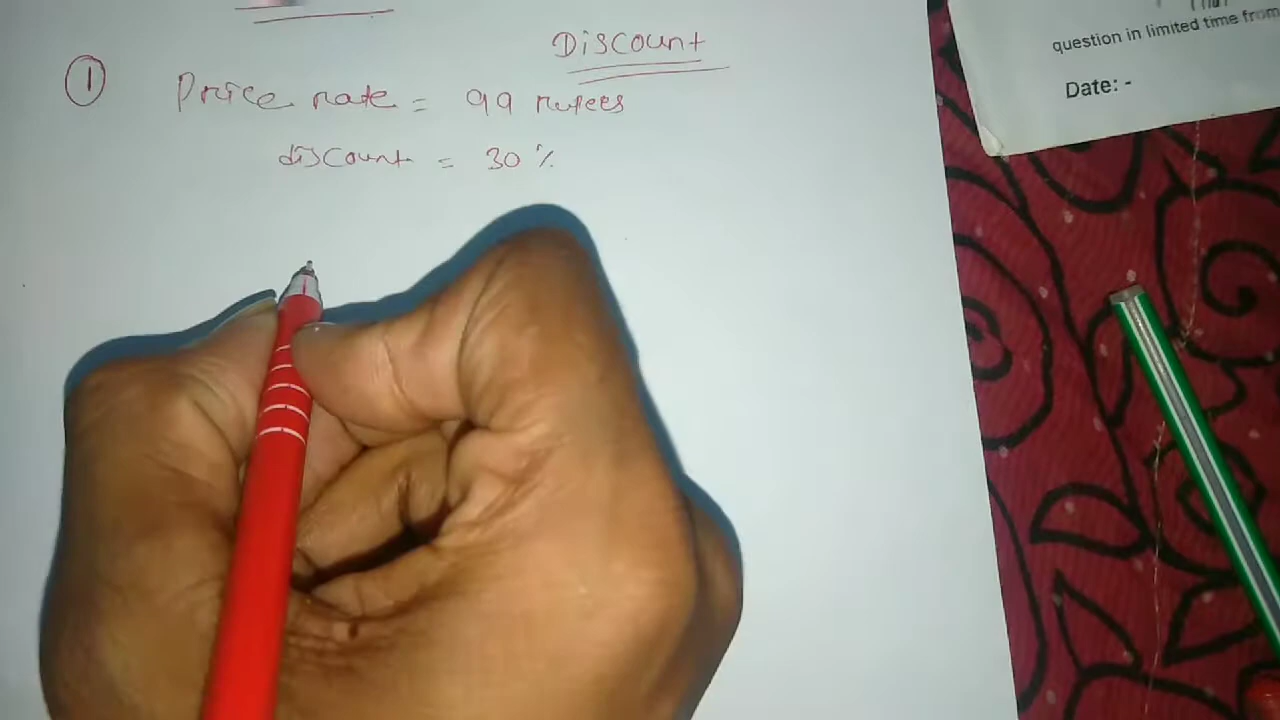 Discount
① Price rate = 99 rupees
discount = 30%
question in limited time from
Date: -